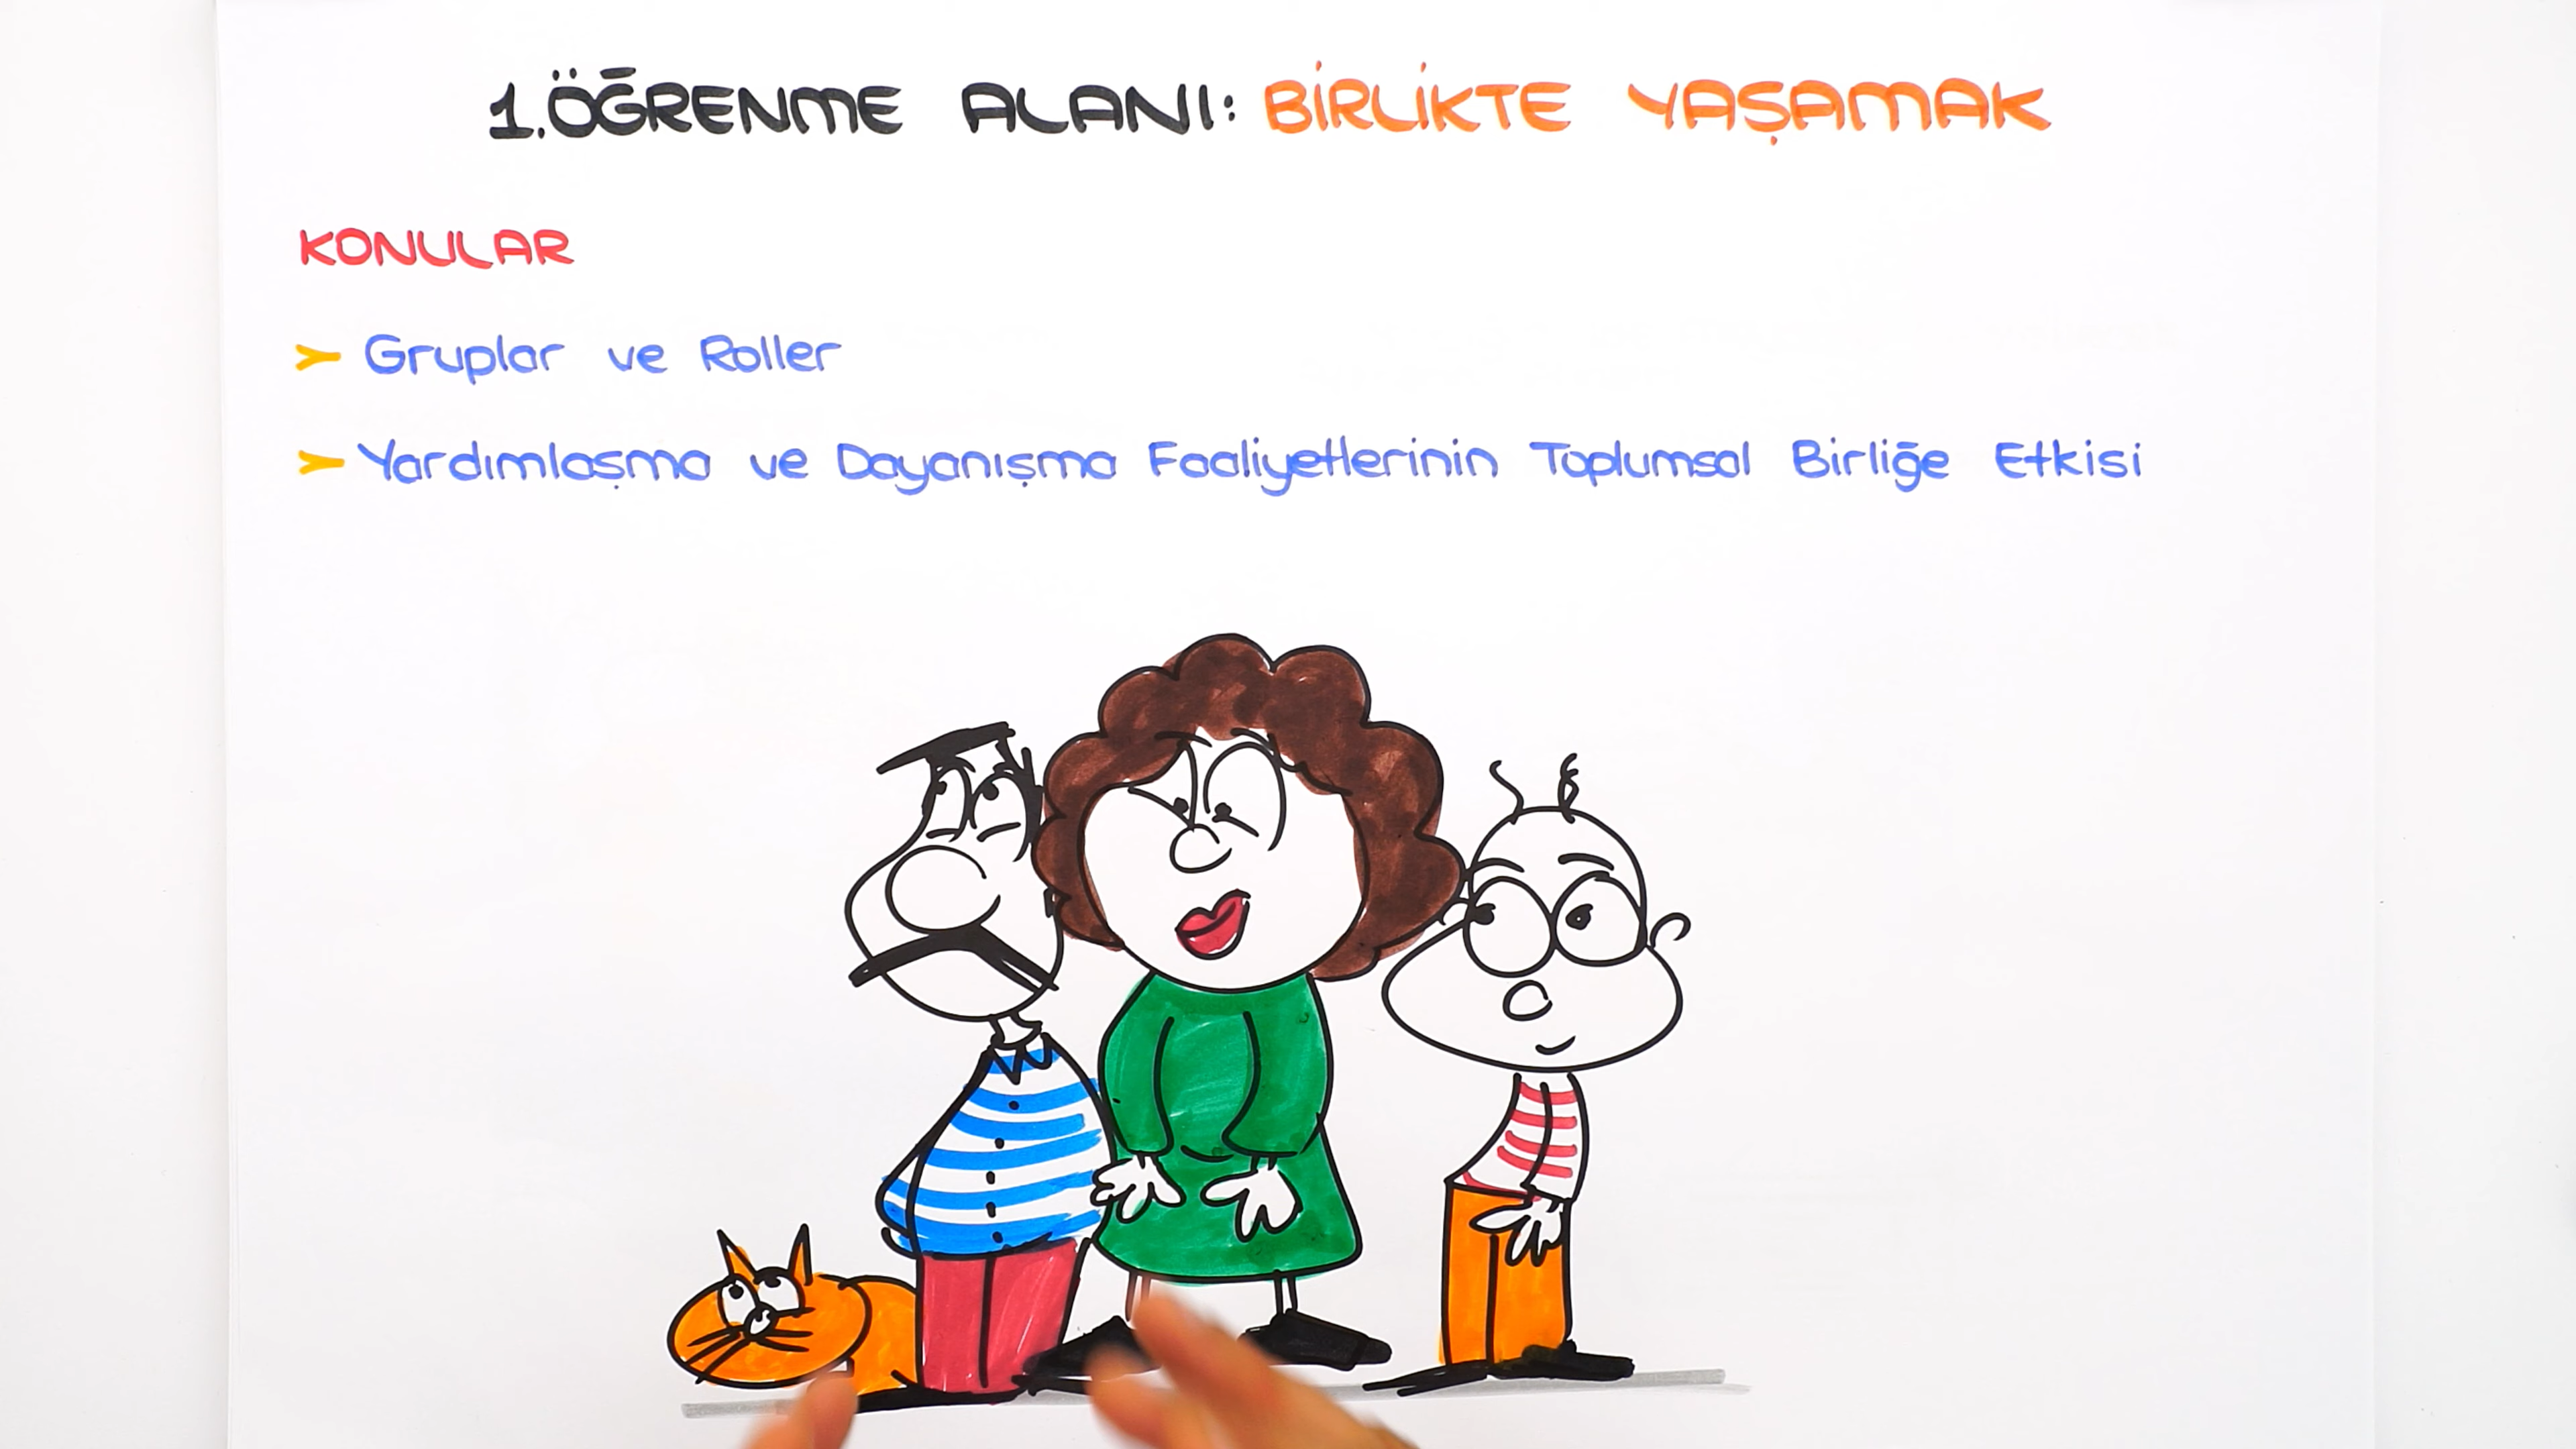 1.ÖĞRENME ALANI: BİRLİKTE YAŞAMAK
KONULAR
➤ Gruplar ve Roller
➤ Yardımlaşma ve Dayanışma Faaliyetlerinin Toplumsal Birliğe Etkisi